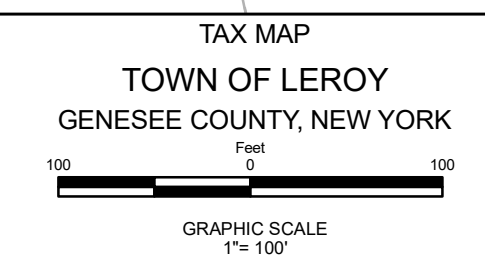 TAX MAP
TOWN OF LEROY
GENESEE COUNTY, NEW YORK
Feet
100 0 100
GRAPHIC SCALE
1"= 100'